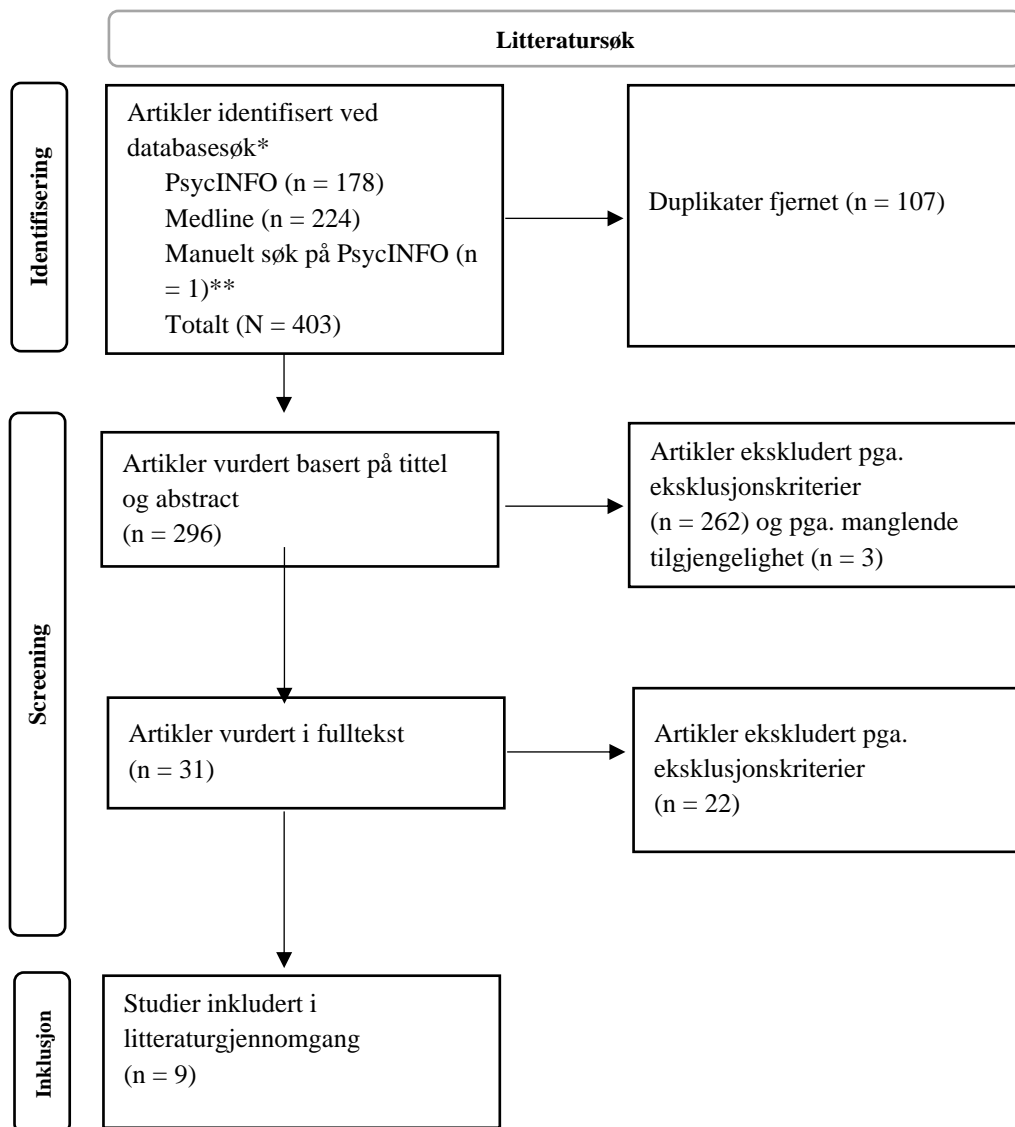 Litteratursøk
Identifisering
Artikler identifisert ved
databasesøk*
PsycINFO (n = 178)
Medline (n = 224)
Manuelt søk på PsycINFO (n
= 1)**
Totalt (N = 403)
Duplikater fjernet (n = 107)
Screening
Artikler vurdert basert på tittel
og abstract
(n = 296)
Artikler ekskludert pga.
eksklusjonskriterier
(n = 262) og pga. manglende
tilgjengelighet (n = 3)
Artikler vurdert i fulltekst
(n = 31)
Artikler ekskludert pga.
eksklusjonskriterier
(n = 22)
Inklusjon
Studier inkludert i
litteraturgjennomgang
(n = 9)